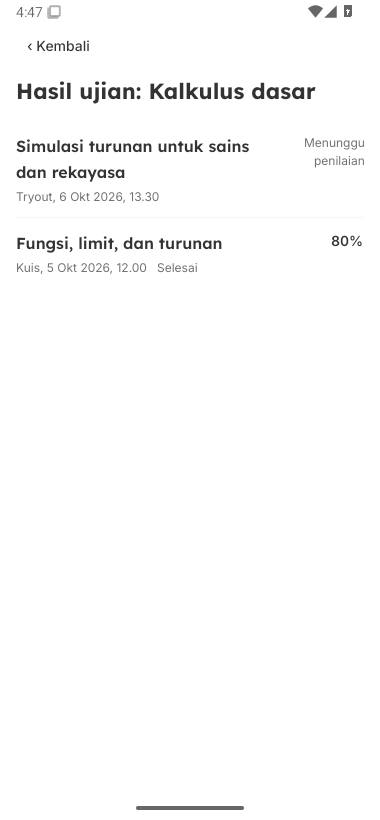 4:47
‹ Kembali
Hasil ujian: Kalkulus dasar
Simulasi turunan untuk sains
dan rekayasa
Menunggu
penilaian
Tryout, 6 Okt 2026, 13.30
Fungsi, limit, dan turunan
80%
Kuis, 5 Okt 2026, 12.00 Selesai